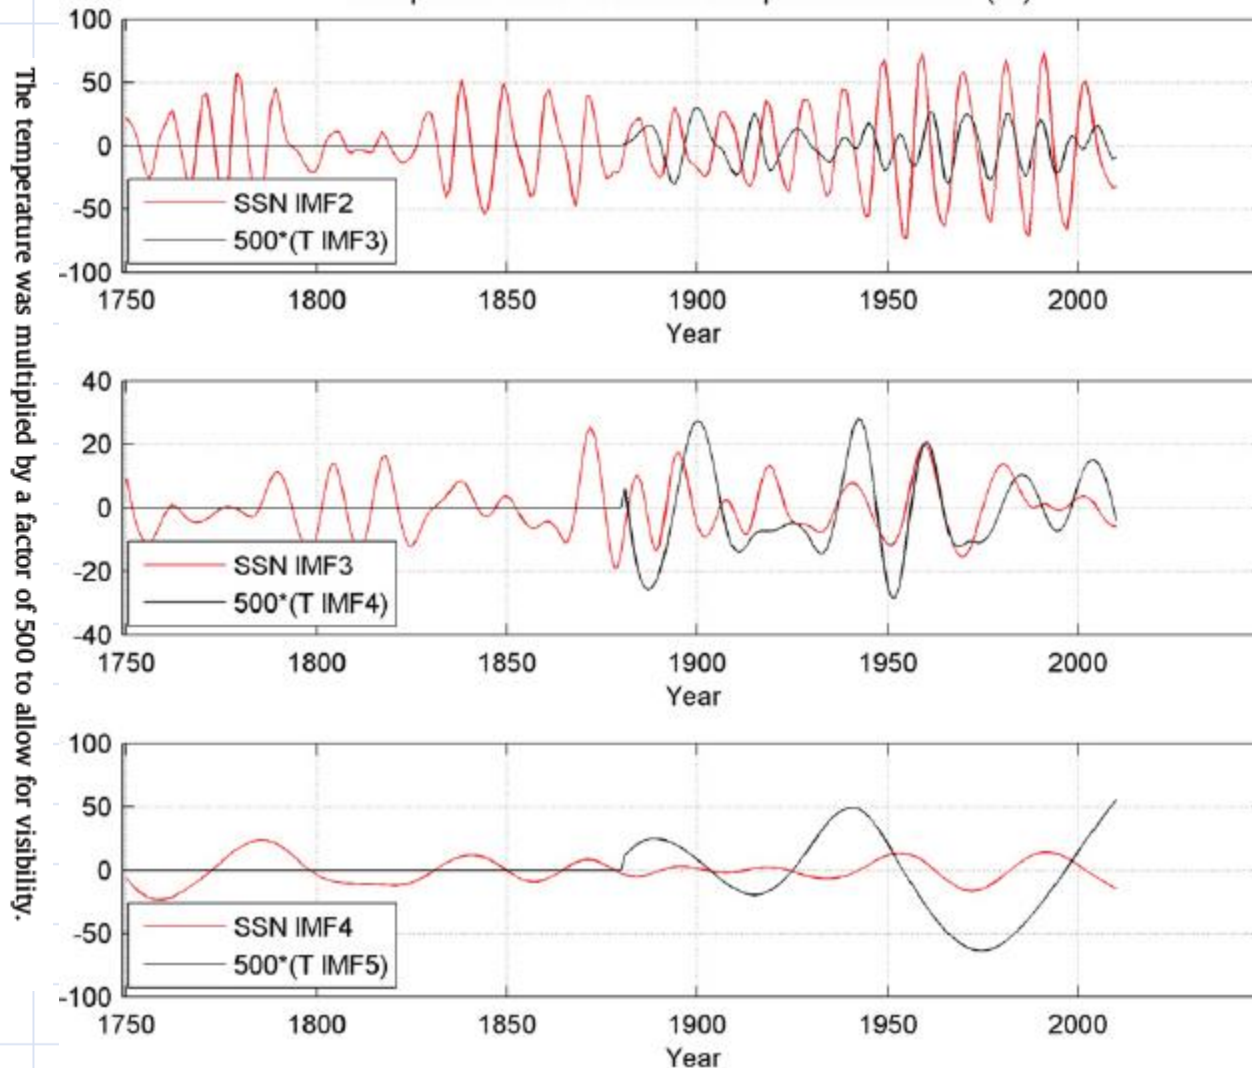 The temperature was multiplied by a factor of 500 to allow for visibility.
100
50
0
-50
-100
SSN IMF2
500*(T IMF3)
1750 1800 1850 1900 1950 2000
Year
40
20
0
-20
-40
SSN IMF3
500*(T IMF4)
1750 1800 1850 1900 1950 2000
Year
100
50
0
-50
-100
SSN IMF4
500*(T IMF5)
1750 1800 1850 1900 1950 2000
Year